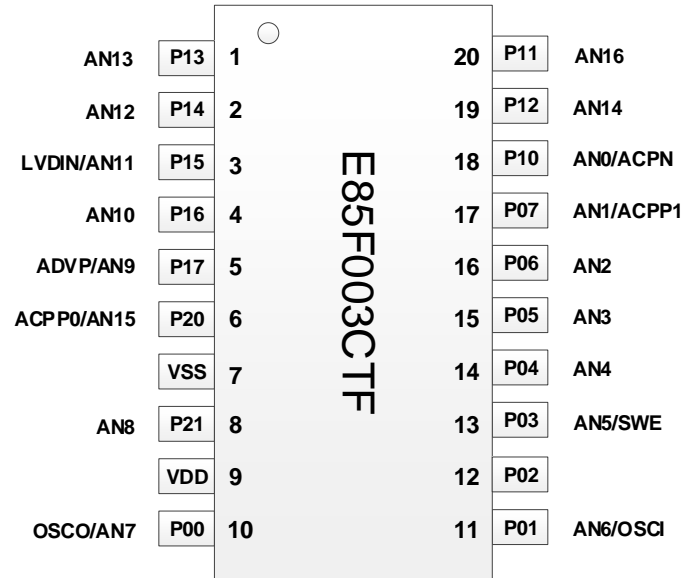 AN13 P13 1 20 P11 AN16
AN12 P14 2 19 P12 AN14
LVDIN/AN11 P15 3 18 P10 AN0/ACPN
AN10 P16 4 17 P07 AN1/ACPP1
ADVP/AN9 P17 5 16 P06 AN2
ACPP0/AN15 P20 6 15 P05 AN3
VSS 7 14 P04 AN4
AN8 P21 8 13 P03 AN5/SWE
VDD 9 12 P02
OSCO/AN7 P00 10 11 P01 AN6/OSCI
E85F003CTF